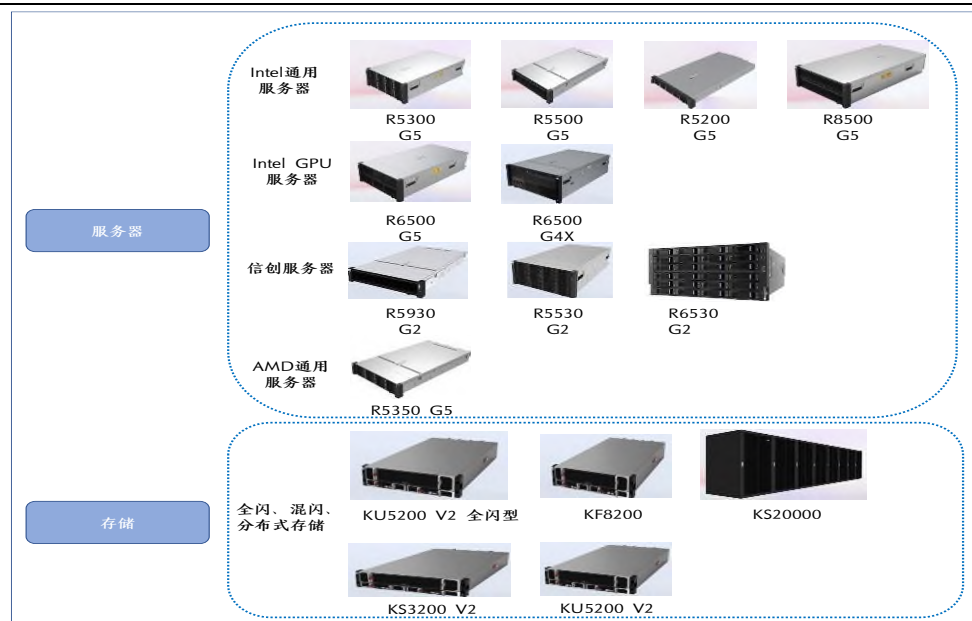 Intel通用
服务器
R5300
G5
R5500
G5
R5200
G5
R8500
G5
Intel GPU
服务器
R6500
G5
R6500
G4X
服务器
信创服务器
R5930
G2
R5530
G2
R6530
G2
AMD通用
服务器
R5350 G5
存储
全闪、混闪、
分布式存储
KU5200 V2 全闪型
KF8200
KS20000
KS3200 V2
KU5200 V2